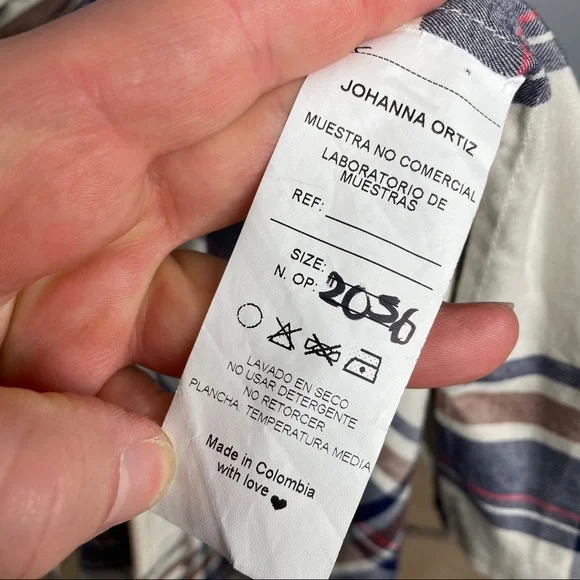 JOHANNA ORTIZ
MUESTRA NO COMERCIAL
LABORATORIO DE
MUESTRAS
REF:
SIZE:
N. OP: 2036
LAVADO EN SECO
NO USAR DETERGENTE
NO RETORCER
PLANCHA: TEMPERATURA MEDIA
Made in Colombia
with love ♥